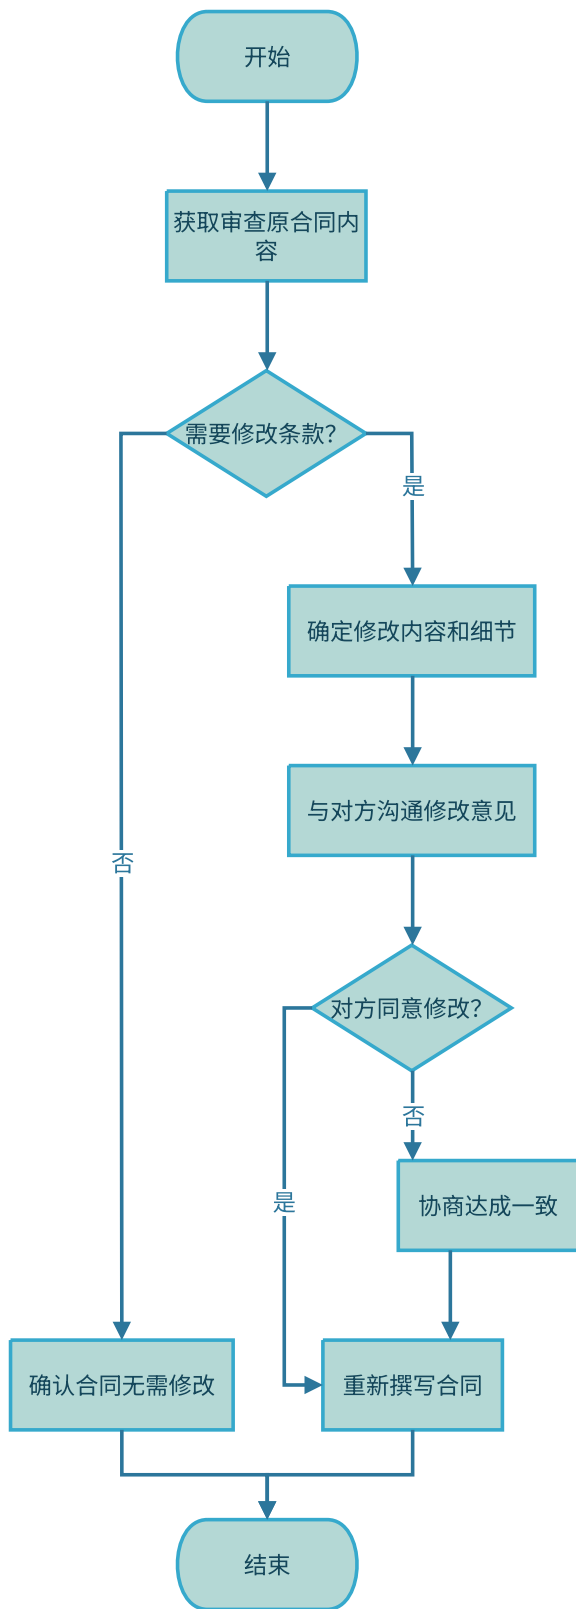 开始
获取审查原合同内
容
需要修改条款？
是
确定修改内容和细节
与对方沟通修改意见
否
对方同意修改？
否
是
协商达成一致
确认合同无需修改
重新撰写合同
结束